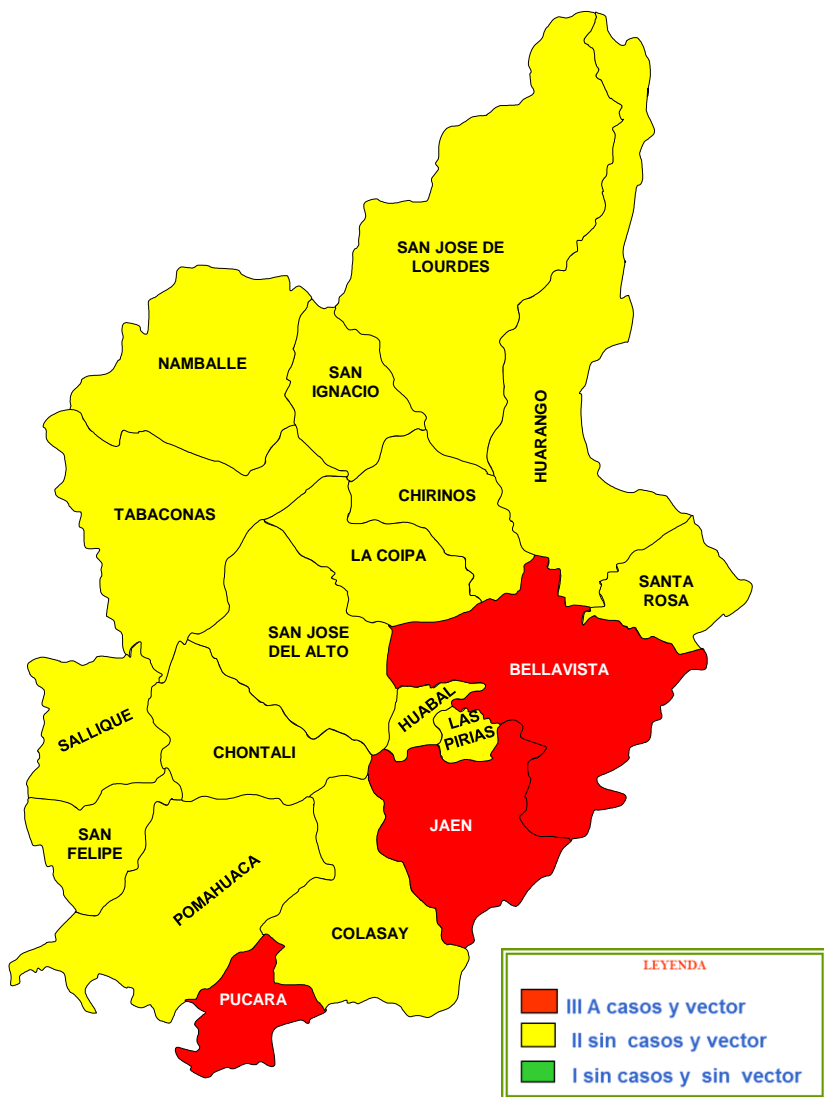 SAN JOSE DE
LOURDES
NAMBALLE
SAN
IGNACIO
HUARANGO
CHIRINOS
TABACONAS
LA COIPA
SANTA
ROSA
SAN JOSE
DEL ALTO
BELLAVISTA
HUABAL
SALLIQUE
LAS
PIRIAS
CHONTALI
JAEN
SAN
FELIPE
POMAHUACA
COLASAY
PUCARA
LEYENDA
III A casos y vector
II sin casos y vector
I sin casos y sin vector